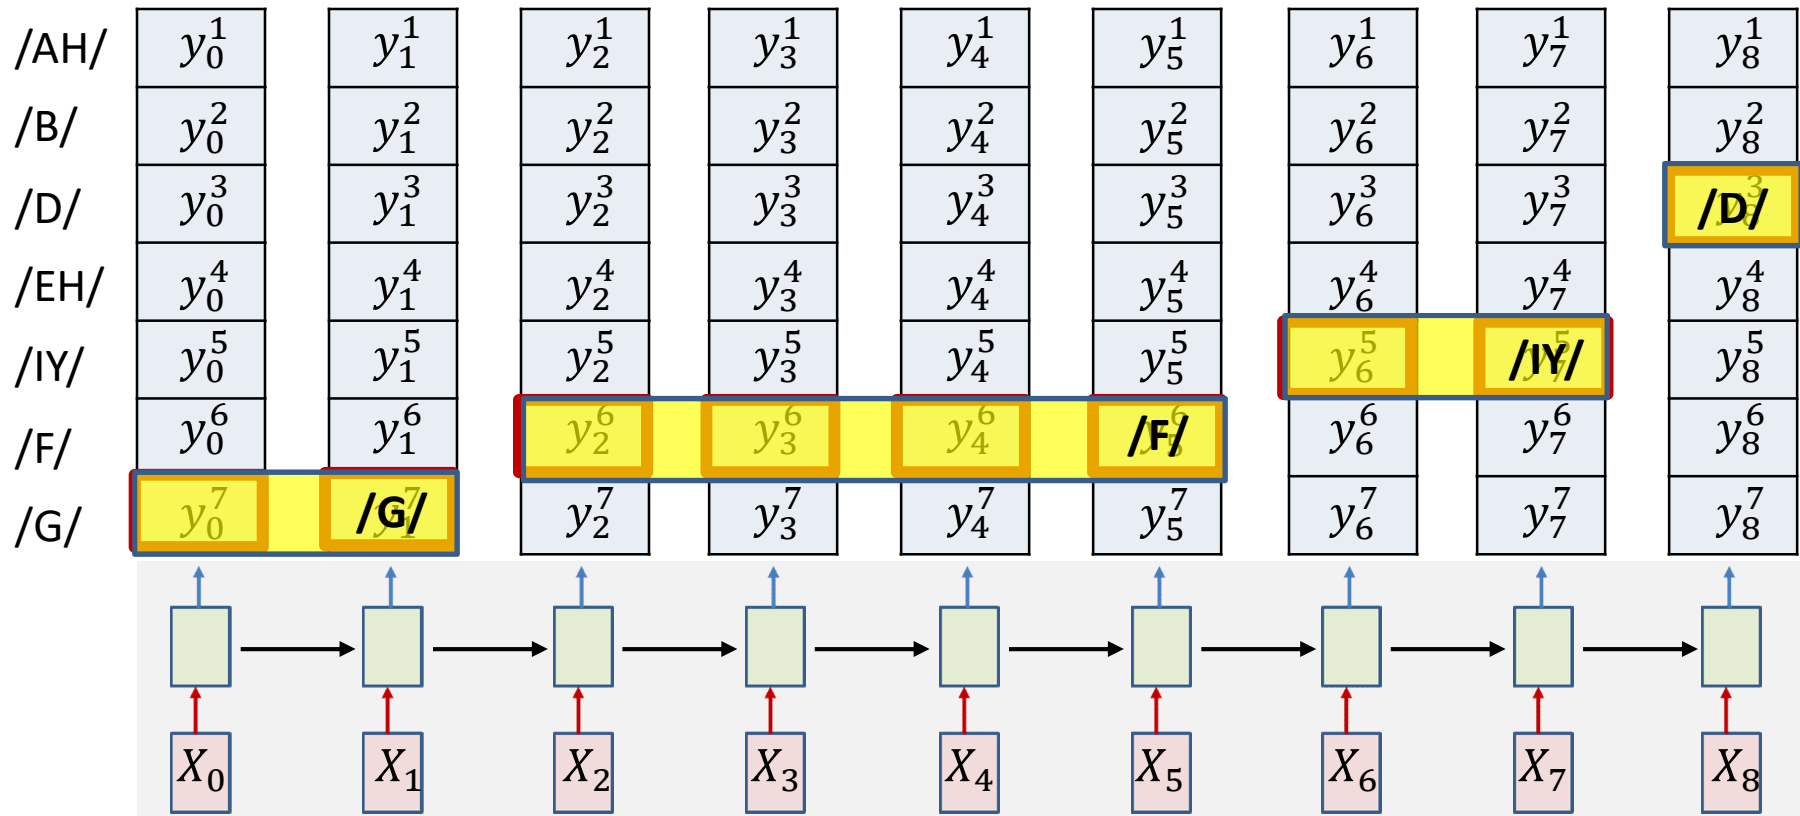 /AH/ y_0^1 y_1^1 y_2^1 y_3^1 y_4^1 y_5^1 y_6^1 y_7^1 y_8^1
/B/ y_0^2 y_1^2 y_2^2 y_3^2 y_4^2 y_5^2 y_6^2 y_7^2 y_8^2
/D/ y_0^3 y_1^3 y_2^3 y_3^3 y_4^3 y_5^3 y_6^3 y_7^3 /D/
/EH/ y_0^4 y_1^4 y_2^4 y_3^4 y_4^4 y_5^4 y_6^4 y_7^4 y_8^4
/IY/ y_0^5 y_1^5 y_2^5 y_3^5 y_4^5 y_5^5 y_6^5 /IY/ y_8^5
/F/ y_0^6 y_1^6 y_2^6 y_3^6 y_4^6 /F/ y_6^6 y_7^6 y_8^6
/G/ y_0^7 /G/ y_2^7 y_3^7 y_4^7 y_5^7 y_6^7 y_7^7 y_8^7
X_0 X_1 X_2 X_3 X_4 X_5 X_6 X_7 X_8